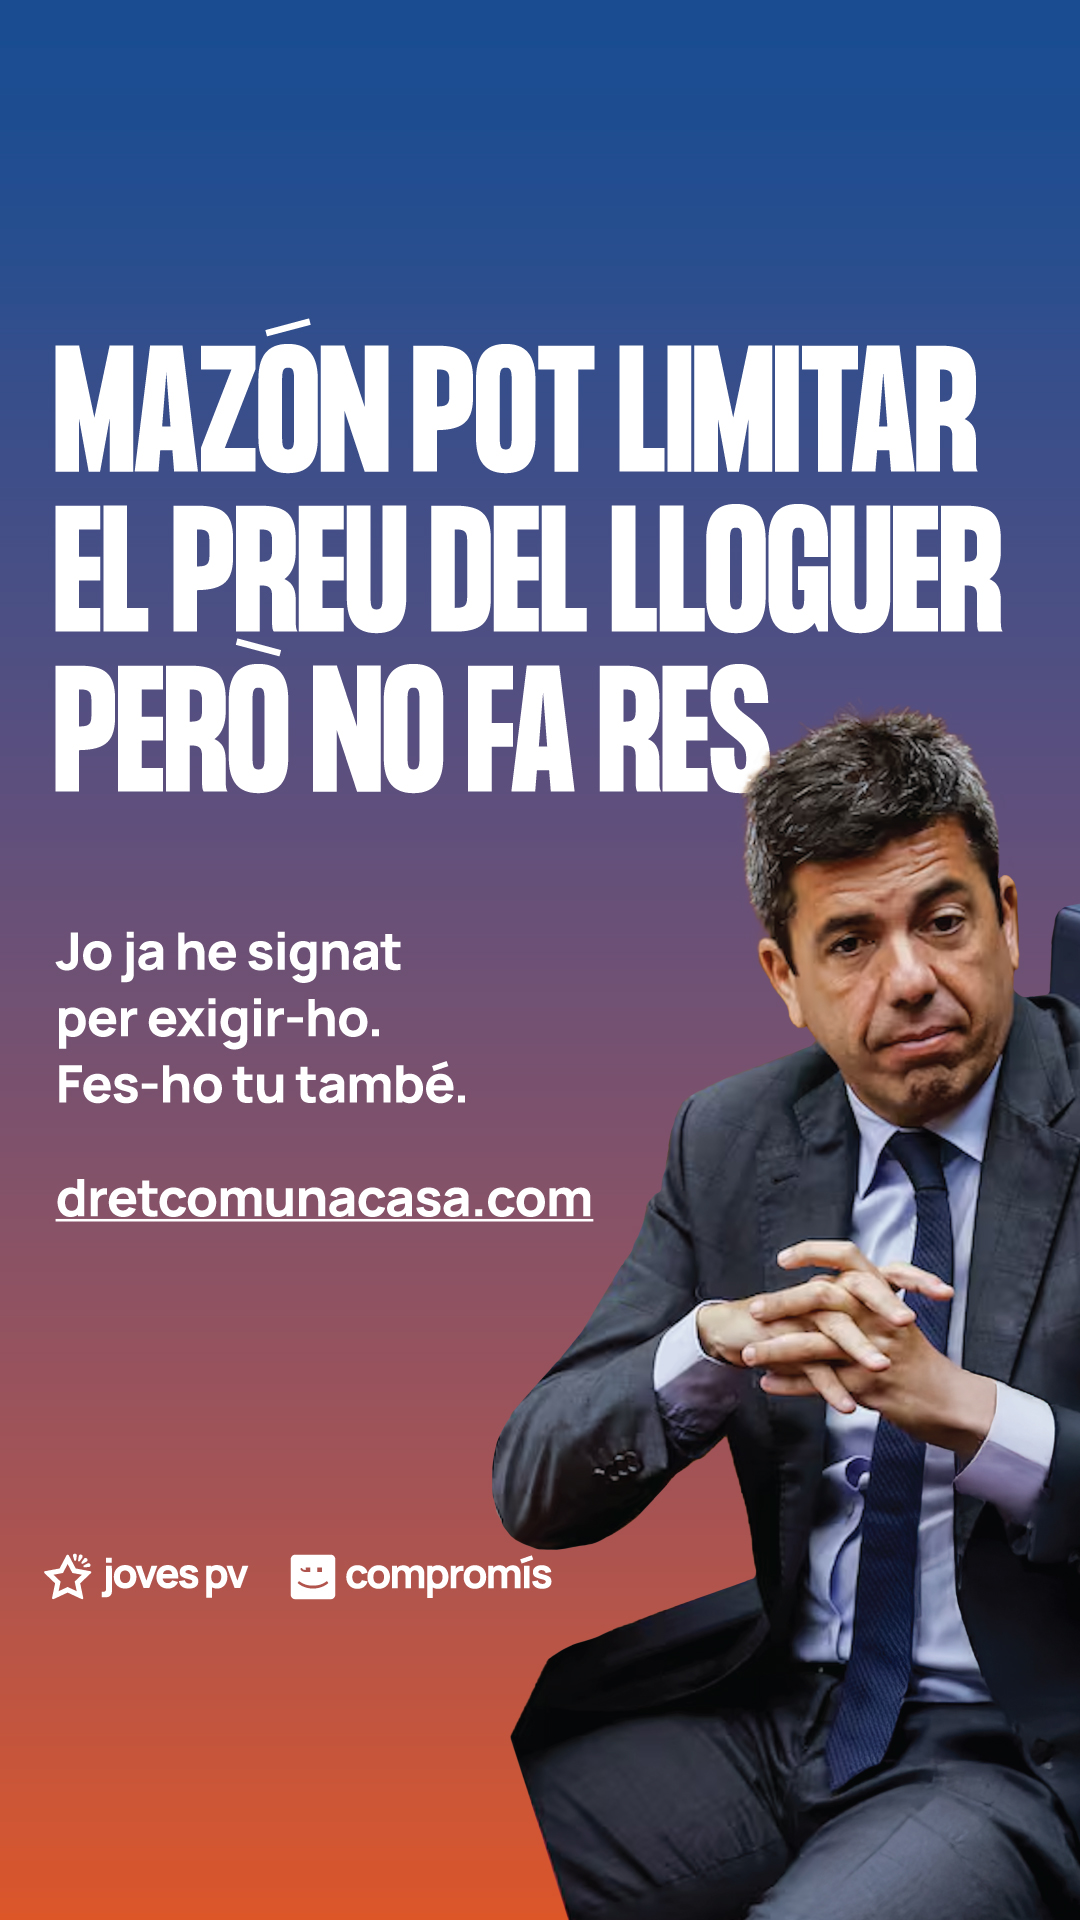 MAZÓN POT LIMITAR
EL PREU DEL LLOGUER
PERÒ NO FA RES
Jo ja he signat
per exigir-ho.
Fes-ho tu també.
dretcomunacasa.com
joves pv compromís